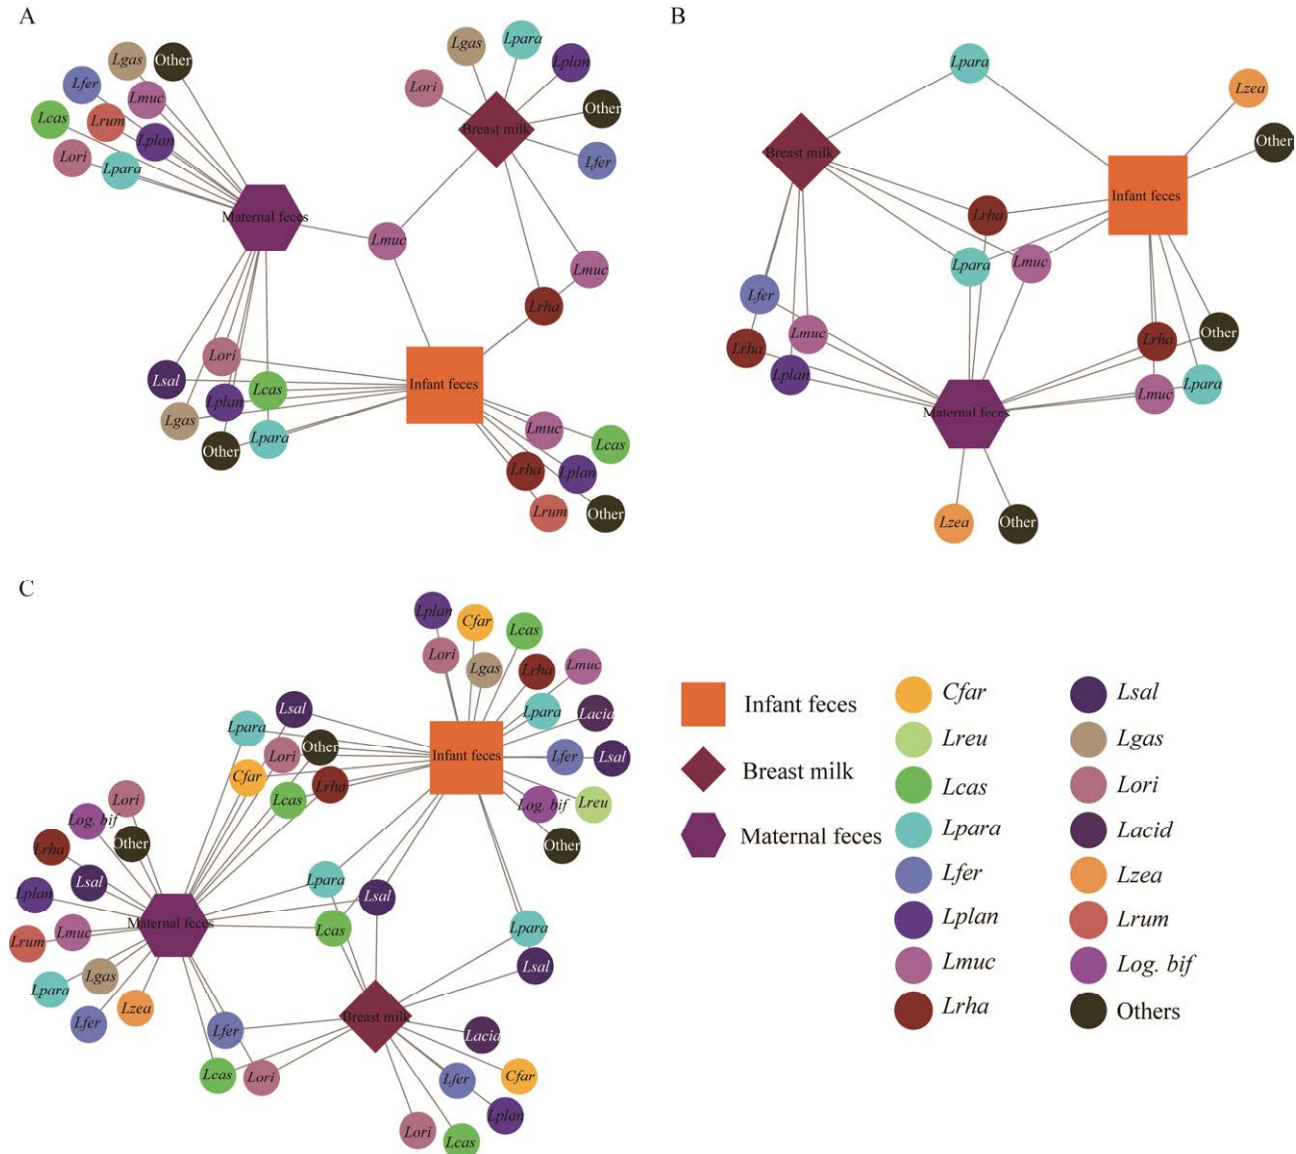 A
Lgas
Other
Lfer
Lmuc
Lcas
Lrum
Lplan
Lori
Lpara
Maternal feces
Lgas
Lpara
Lplan
Lori
Other
Breast milk
Lfer
Lmuc
Lmuc
Lrha
Lori
Lsal
Lcas
Lplan
Lgas
Other
Lpara
Infant feces
Lmuc
Lcas
Lrha
Lplan
Lrum
Other
B
Lpara
Lzea
Other
Breast milk
Infant feces
Lrha
Lpara
Lmuc
Lfer
Lmuc
Lrha
Lplan
Maternal feces
Other
Lrha
Lmuc
Lpara
Lzea
Other
C
Lplan
Cfar
Lcas
Lori
Lgas
Lrha
Lmuc
Lpara
Lacid
Infant feces
Lfer
Lsal
Log. bif
Lreu
Other
Lsal
Lpara
Other
Lori
Cfar
Lrha
Lcas
Lori
Log. bif
Other
Lrha
Lsal
Lplan
Maternal feces
Lmuc
Lrum
Lgas
Lpara
Lzea
Lfer
Lpara
Lsal
Lcas
Lpara
Lsal
Breast milk
Lfer
Lcas
Lori
Lacid
Lfer
Cfar
Lplan
Lori
Lcas
Infant feces
Breast milk
Maternal feces
Cfar
Lreu
Lcas
Lpara
Lfer
Lplan
Lmuc
Lrha
Lsal
Lgas
Lori
Lacid
Lzea
Lrum
Log. bif
Others